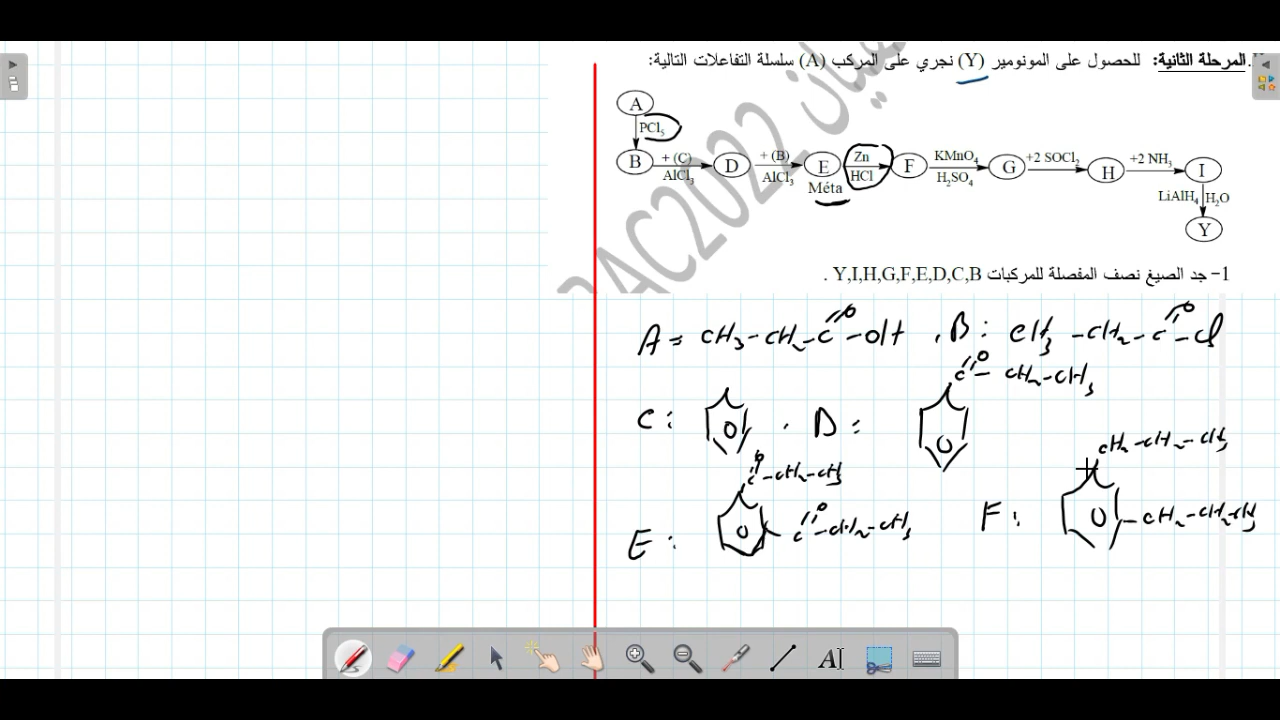 المرحلة الثانية: للحصول على المونومير (Y) نجري على المركب (A) سلسلة التفاعلات التالية:
A
PCl₅
B + (C) AlCl₃ D + (B) AlCl₃ E Zn HCl F KMnO₄ H₂SO₄ G +2 SOCl₂ H +2 NH₃ I
Méta
LiAlH₄ H₂O
Y
BAC2022
1- جد الصيغ نصف المفصلة للمركبات Y,I,H,G,F,E,D,C,B .
A = CH₃-CH₂-C(=O)-OH , B: CH₃-CH₂-C(=O)-Cl
C: , D = C(=O)-CH₂-CH₃
E: C(=O)-CH₂-CH₃ C(=O)-CH₂-CH₃
F: CH₂-CH₂-CH₃ -CH₂-CH₂-CH₃
AI